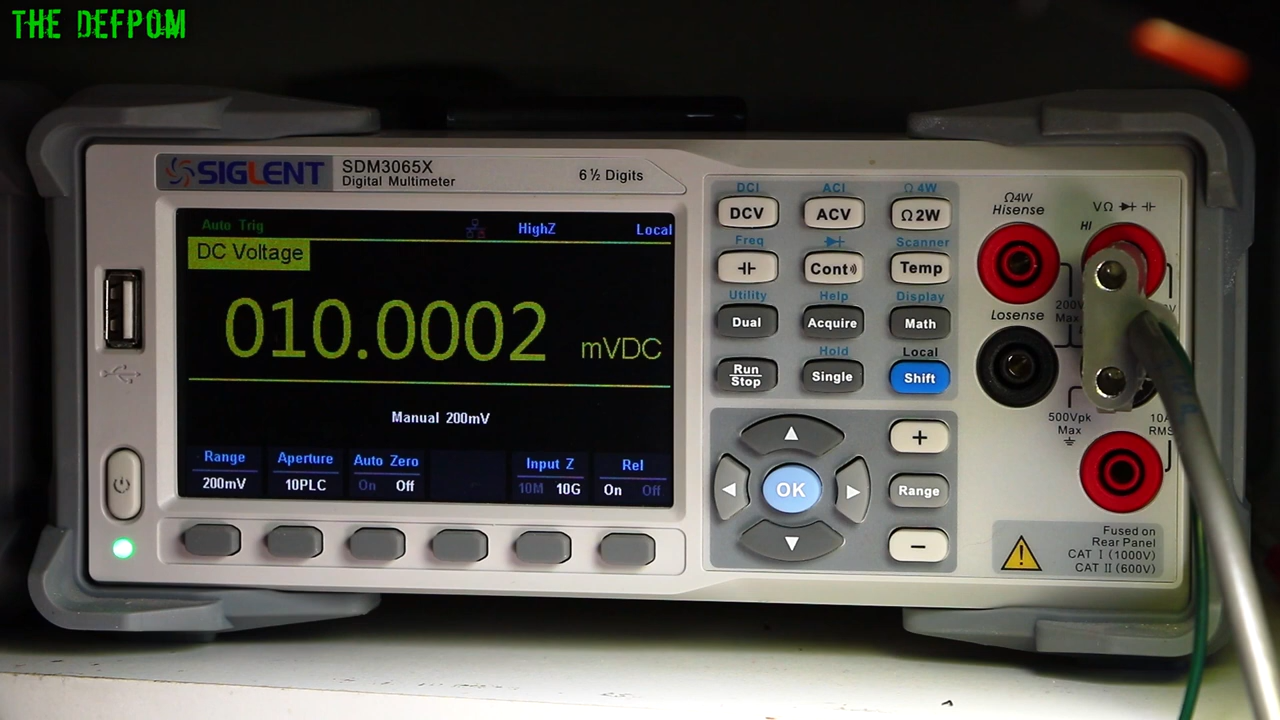 THE DEFPOM
SIGLENT
SDM3065X
Digital Multimeter
6 ½ Digits
Auto Trig
HighZ
Local
DC Voltage
010.0002 mVDC
Manual 200mV
Range
200mV
Aperture
10PLC
Auto Zero
On Off
Input Z
10M 10G
Rel
On Off
DCI
ACI
Ω 4W
DCV
ACV
Ω 2W
Freq
Scanner
Cont
Temp
Utility
Help
Display
Dual
Acquire
Math
Hold
Local
Run
Stop
Single
Shift
OK
+
Range
−
Ω4W
Hisense
VΩ
HI
200V
Max
Losense
500Vpk
Max
10A
RMS
Fused on
Rear Panel
CAT I (1000V)
CAT II (600V)